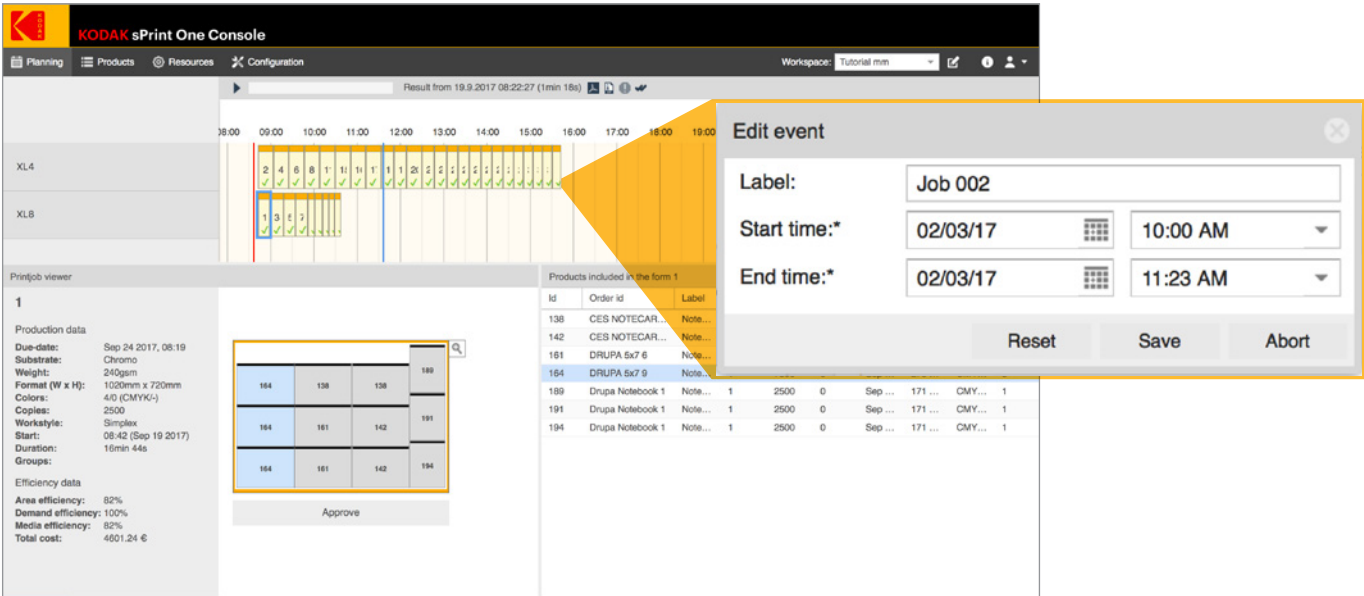 KODAK
KODAK sPrint One Console
Planning Products Resources Configuration Workspace: Tutorial mm
Result from 19.9.2017 08:22:27 (1min 18s)
08:00 09:00 10:00 11:00 12:00 13:00 14:00 15:00 16:00 17:00 18:00 19:00
XL4
2 4 6 8
XL8
1 3 7
Edit event
Label: Job 002
Start time:* 02/03/17 10:00 AM
End time:* 02/03/17 11:23 AM
Reset Save Abort
Printjob viewer
1
Production data
Due-date: Sep 24 2017, 08:19
Substrate: Chromo
Weight: 240gsm
Format (W x H): 1020mm x 720mm
Colors: 4/0 (CMYK/-)
Copies: 2500
Workstyle: Simplex
Start: 08:42 (Sep 19 2017)
Duration: 16min 44s
Groups:
Efficiency data
Area efficiency: 82%
Demand efficiency: 100%
Media efficiency: 82%
Total cost: 4601.24 €
164 138 138 189
164 161 142 191
164 161 142 194
Approve
Products included in the form 1
Id Order id Label
138 CES NOTECAR... Note...
142 CES NOTECAR... Note...
161 DRUPA 5x7 6 Note...
164 DRUPA 5x7 9 Note...
189 Drupa Notebook 1 Note... 1 2500 0 Sep ... 171 ... CMY... 1
191 Drupa Notebook 1 Note... 1 2500 0 Sep ... 171 ... CMY... 1
194 Drupa Notebook 1 Note... 1 2500 0 Sep ... 171 ... CMY... 1